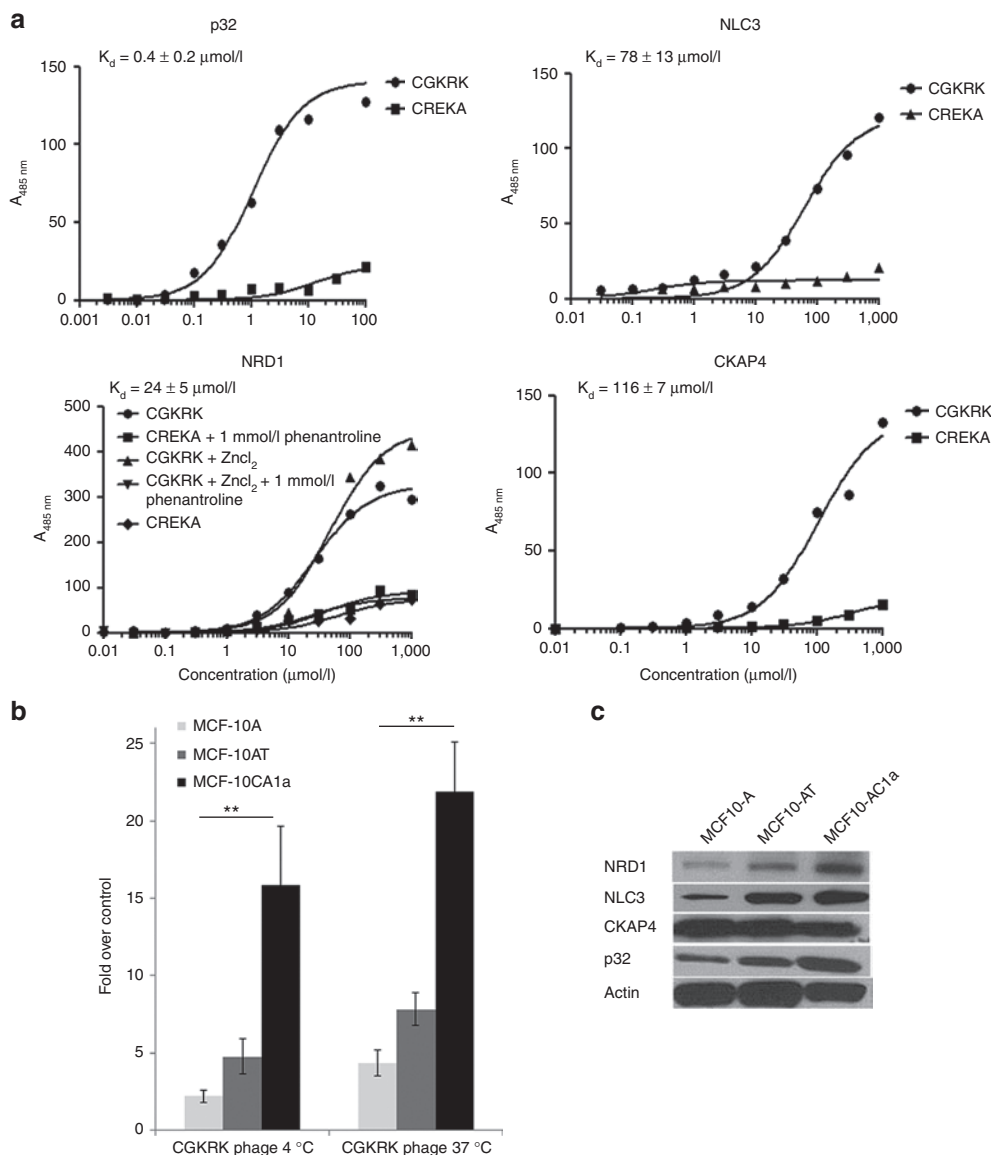 a
p32
K_d = 0.4 ± 0.2 μmol/l
150
100
50
0
A_485 nm
0.001
0.01
0.1
1
10
100
CGKRK
CREKA
NLC3
K_d = 78 ± 13 μmol/l
150
100
50
0
A_485 nm
0.01
0.1
1
10
100
1,000
CGKRK
CREKA
NRD1
K_d = 24 ± 5 μmol/l
500
400
300
200
100
0
A_485 nm
CGKRK
CREKA + 1 mmol/l phenantroline
CGKRK + Zncl_2
CGKRK + Zncl_2 + 1 mmol/l
phenantroline
CREKA
0.01
0.1
1
10
100
1,000
Concentration (μmol/l)
CKAP4
K_d = 116 ± 7 μmol/l
150
100
50
0
A_485 nm
0.01
0.1
1
10
100
1,000
Concentration (μmol/l)
CGKRK
CREKA
b
MCF-10A
MCF-10AT
MCF-10CA1a
**
**
25
20
15
10
5
0
Fold over control
CGKRK phage 4 °C
CGKRK phage 37 °C
c
MCF10-A
MCF10-AT
MCF10-AC1a
NRD1
NLC3
CKAP4
p32
Actin